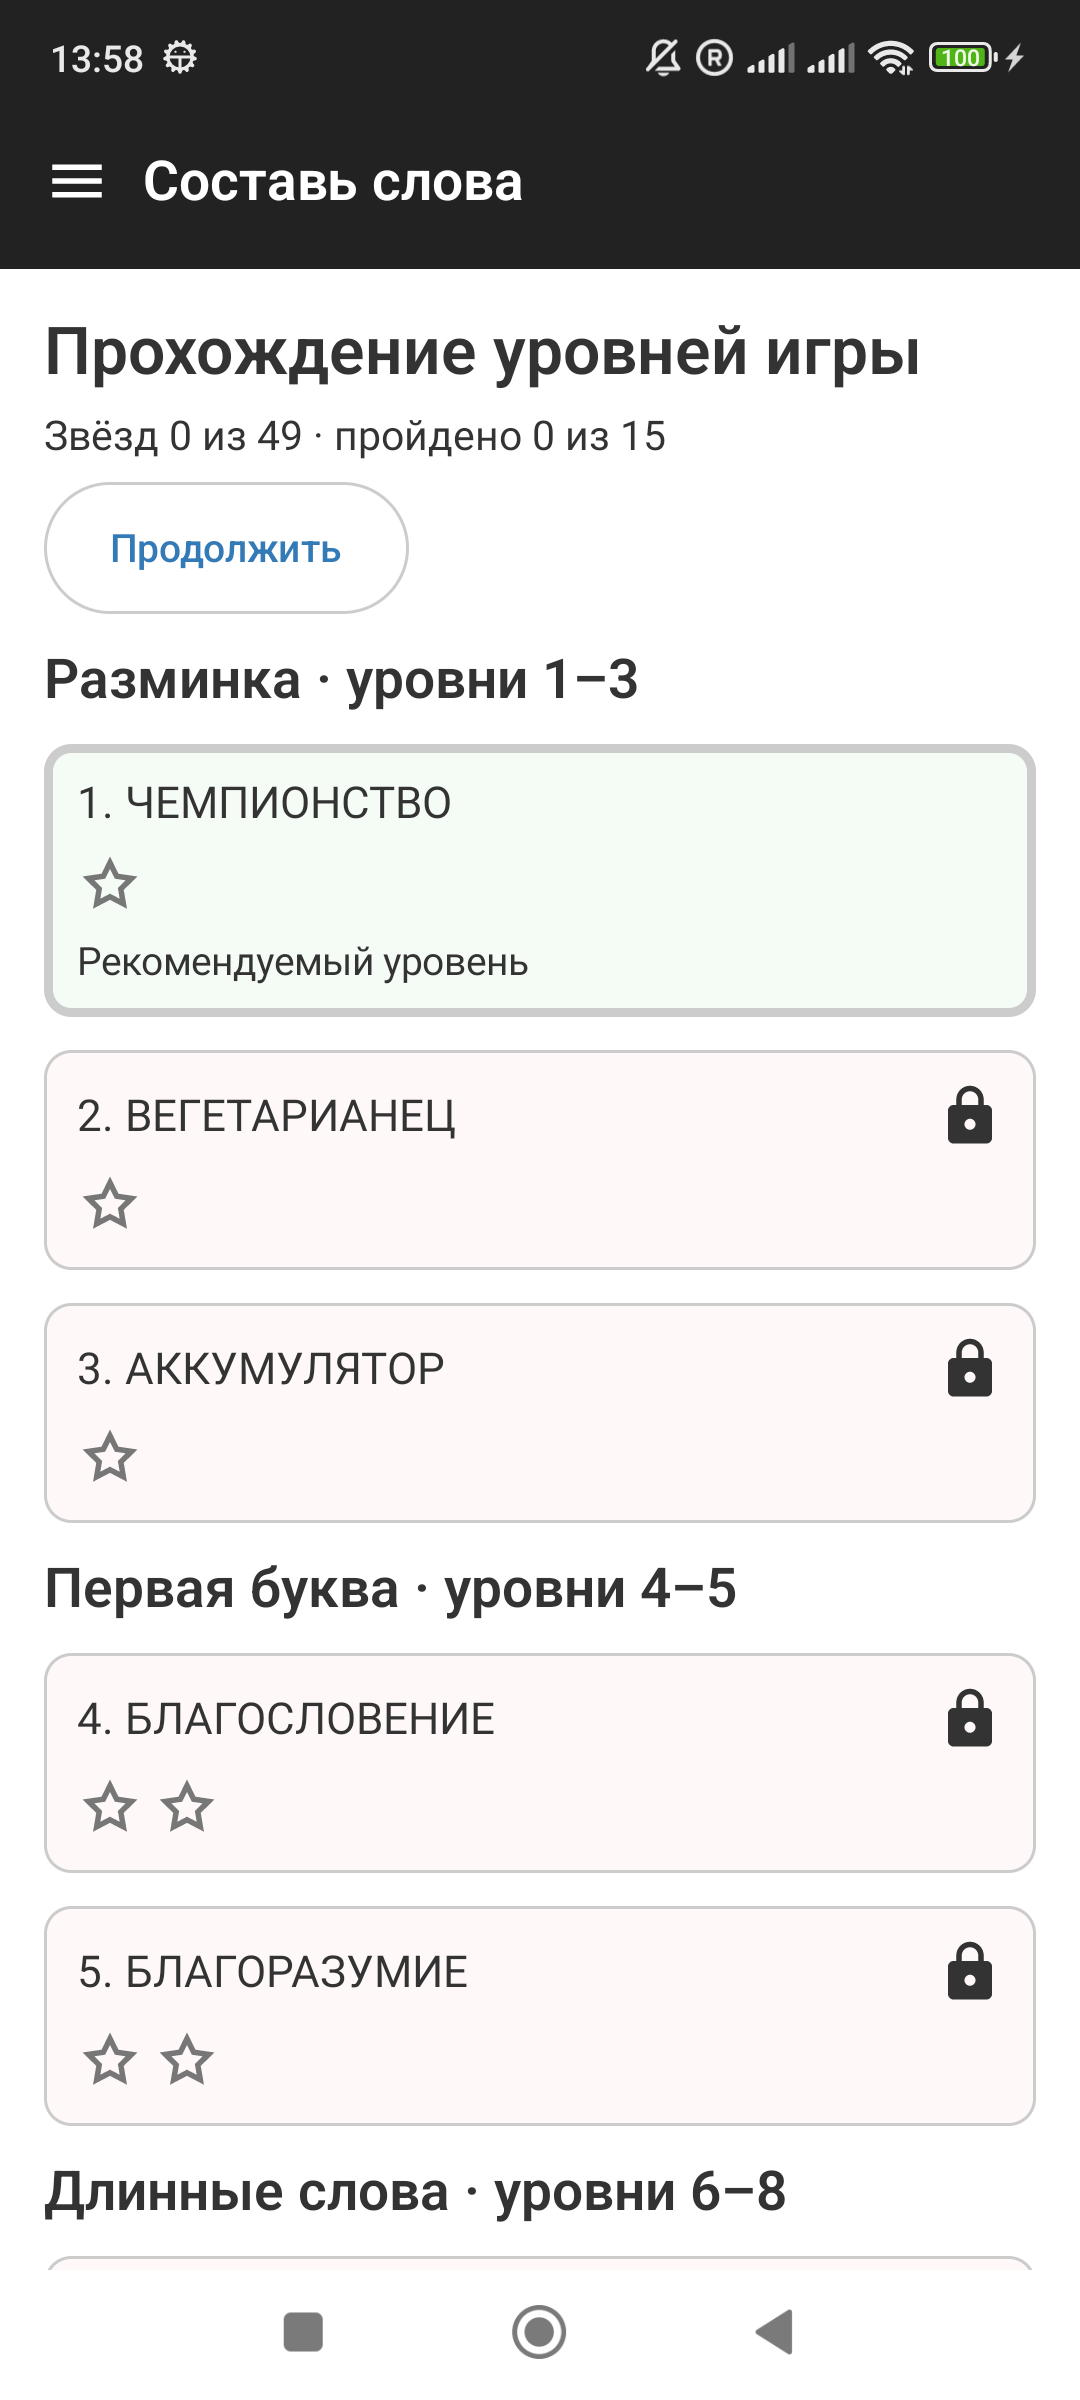 13:58
100
Составь слова
Прохождение уровней игры
Звёзд 0 из 49 · пройдено 0 из 15
Продолжить
Разминка · уровни 1–3
1. ЧЕМПИОНСТВО
Рекомендуемый уровень
2. ВЕГЕТАРИАНЕЦ
3. АККУМУЛЯТОР
Первая буква · уровни 4–5
4. БЛАГОСЛОВЕНИЕ
5. БЛАГОРАЗУМИЕ
Длинные слова · уровни 6–8